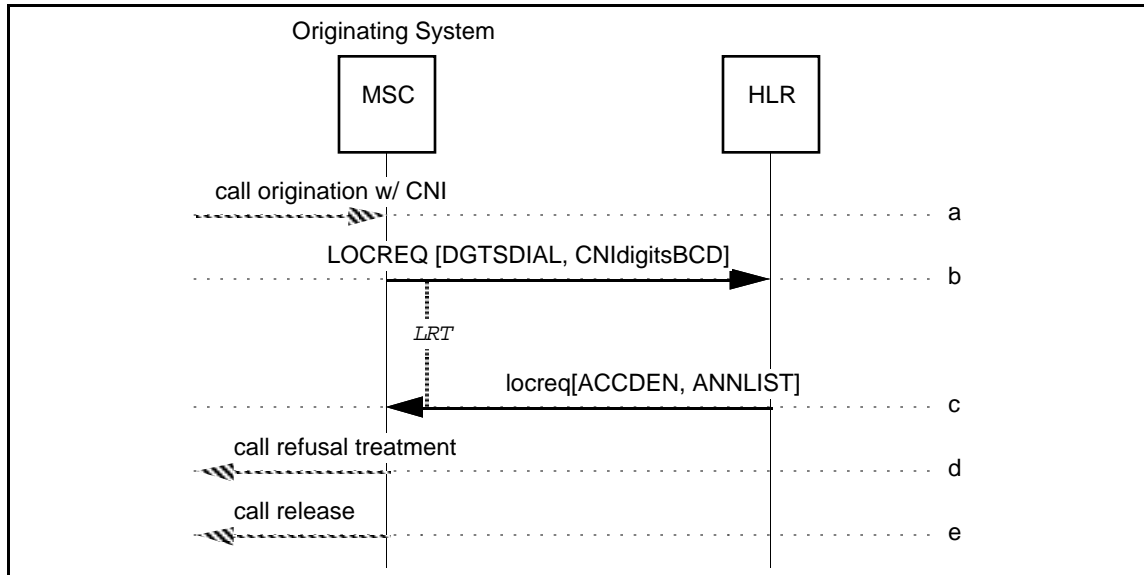 Originating System
MSC
HLR
call origination w/ CNI
a
LOCREQ [DGTSDIAL, CNIdigitsBCD]
b
LRT
locreq[ACCDEN, ANNLIST]
c
call refusal treatment
d
call release
e